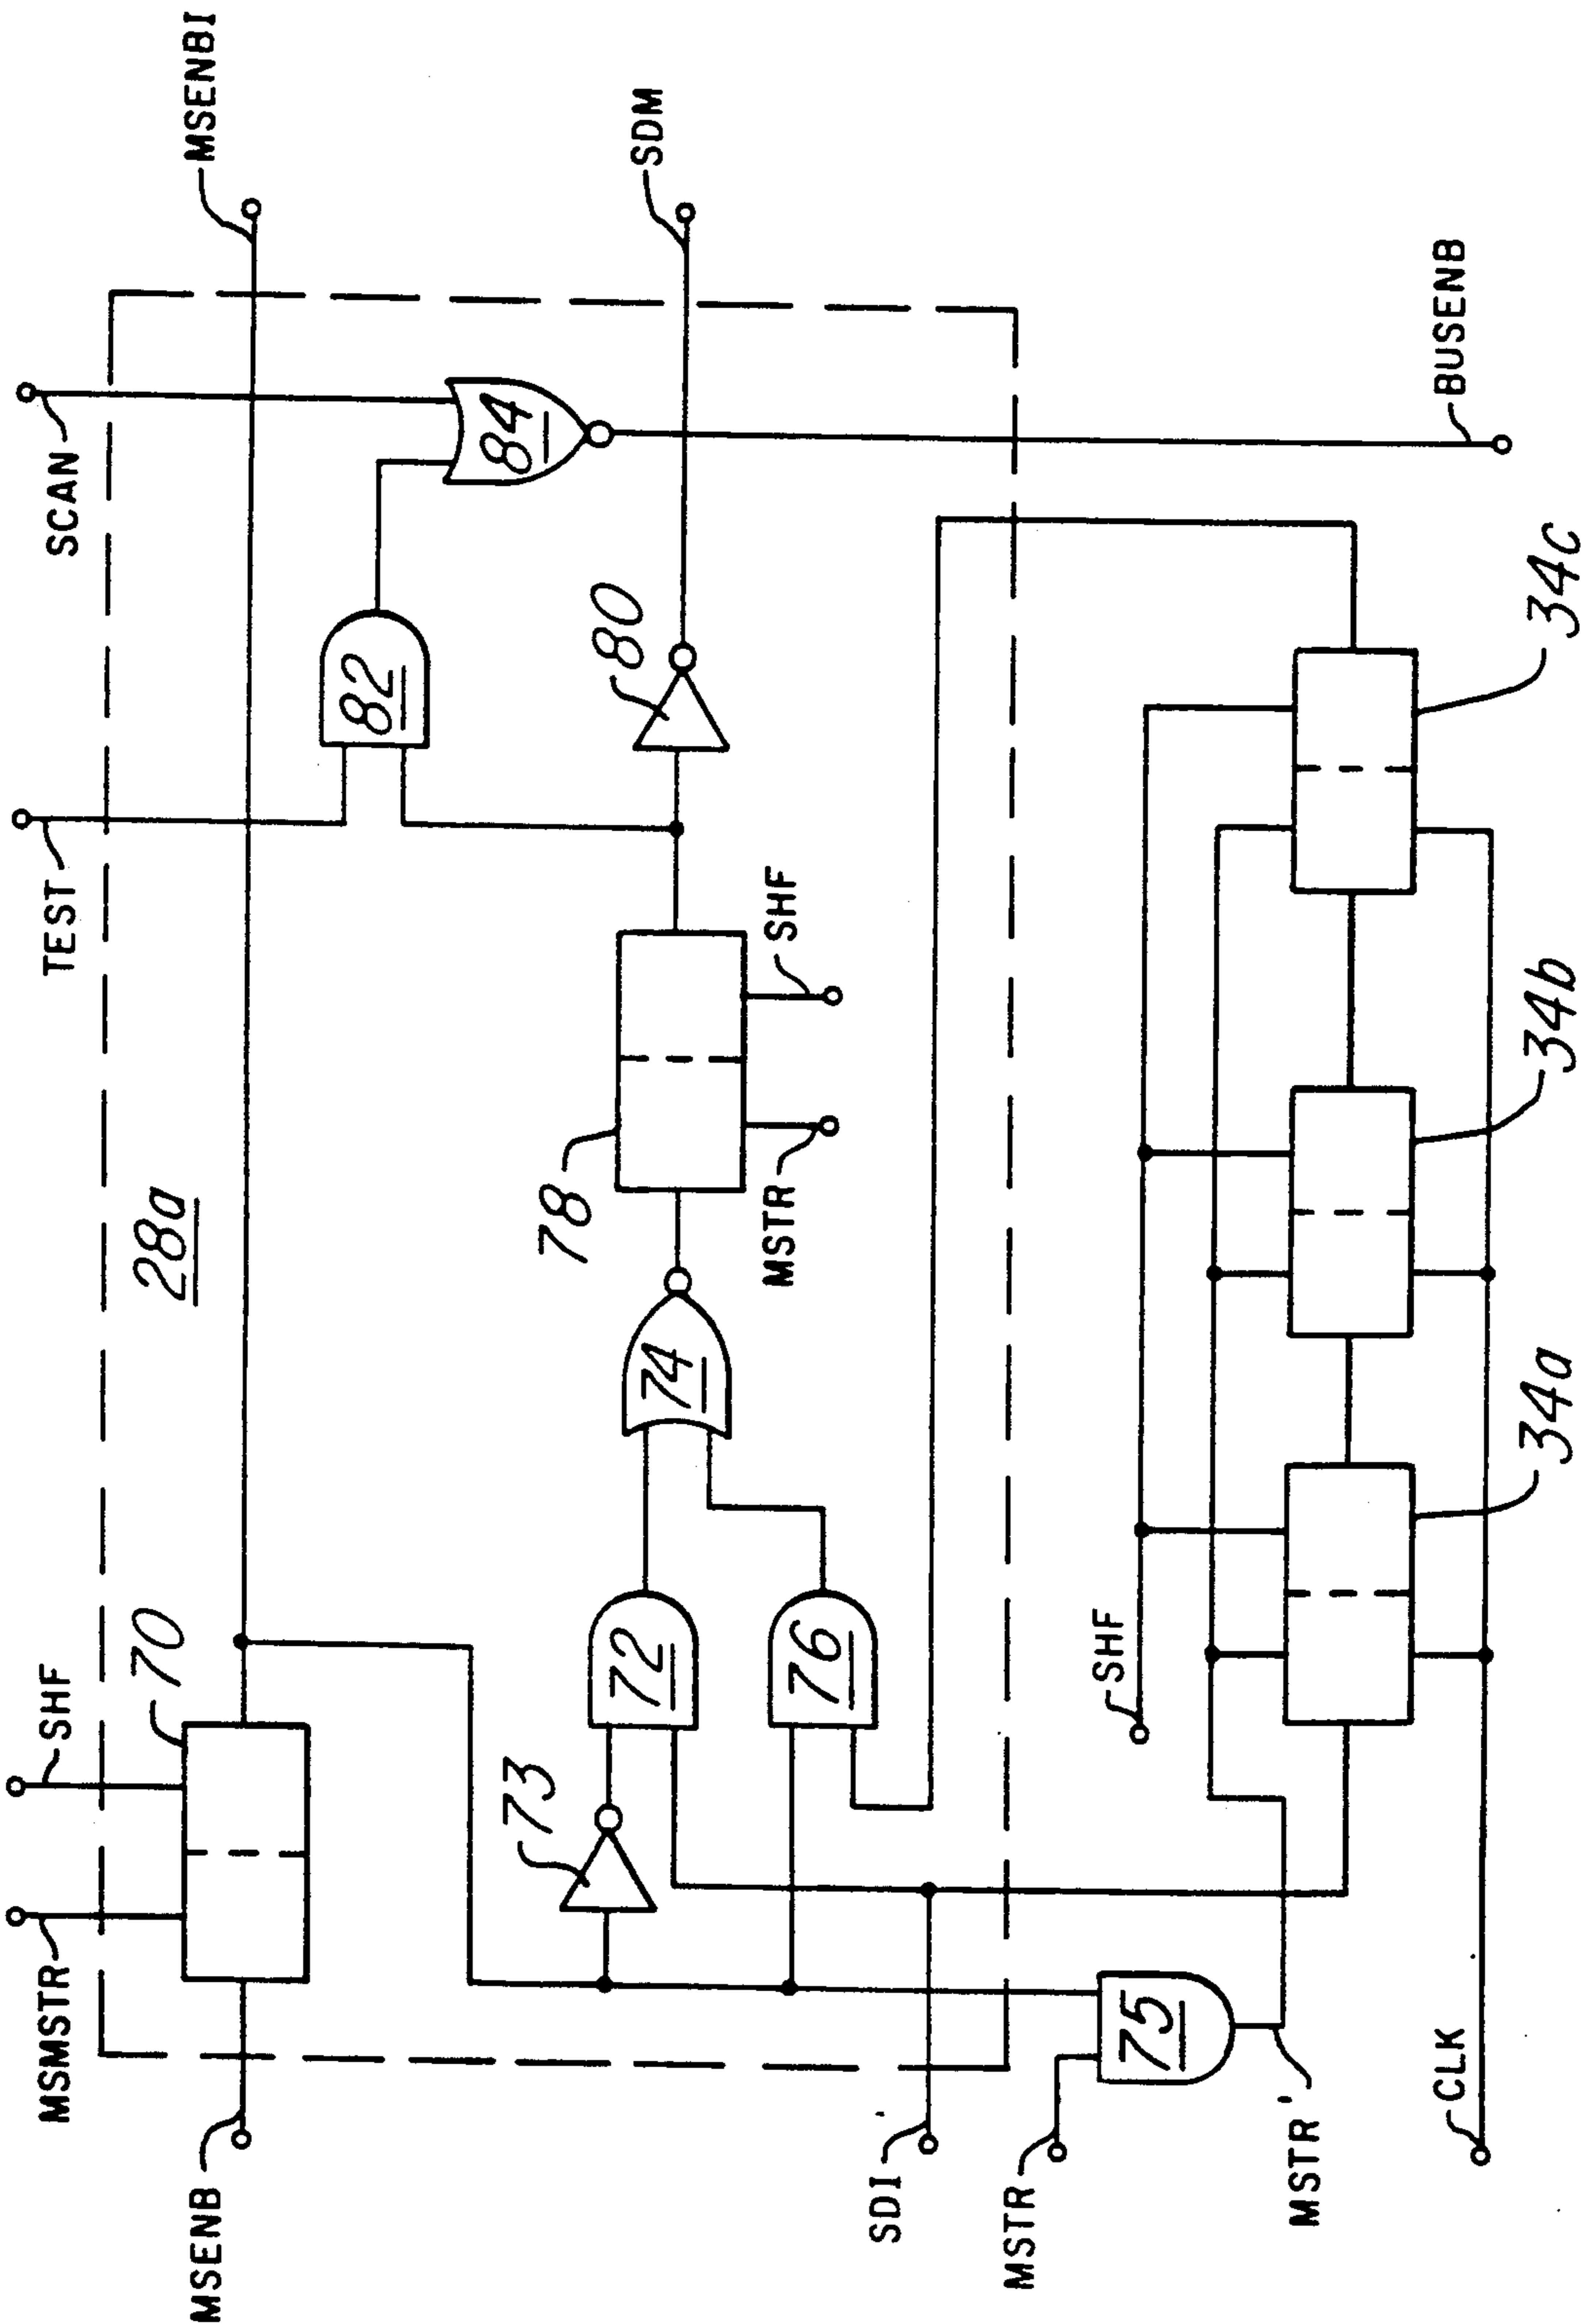 MSMSTR
SHF
TEST
SCAN
70
28a
MSENB
MSENBI
82
84
73
72
74
78
80
SDM
76
MSTR
SHF
SDI
MSTR
75
MSTR'
SHF
BUSENB
CLK
34a
34b
34c